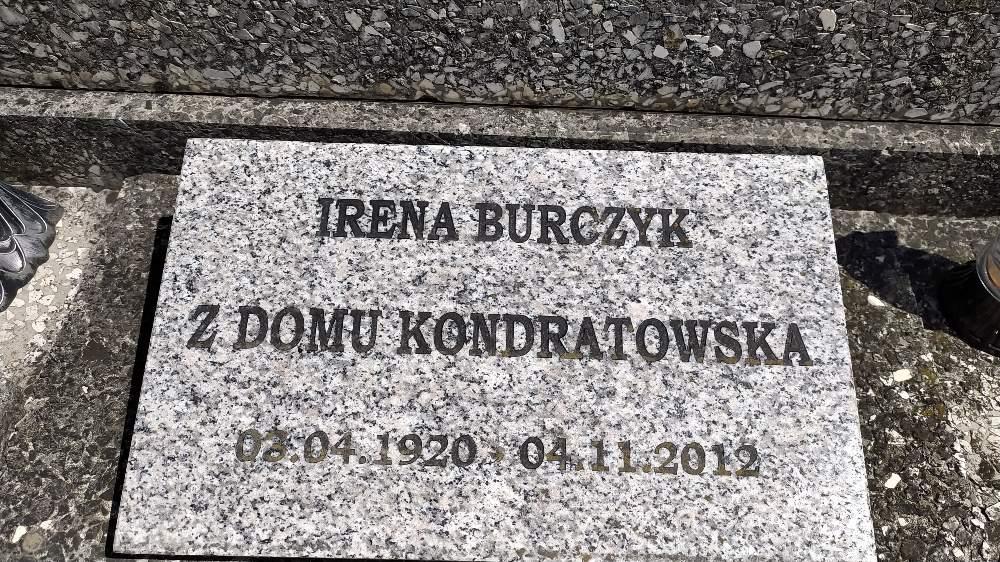 IRENA BURCZYK
Z DOMU KONDRATOWSKA
03.04.1920 › 04.11.2012